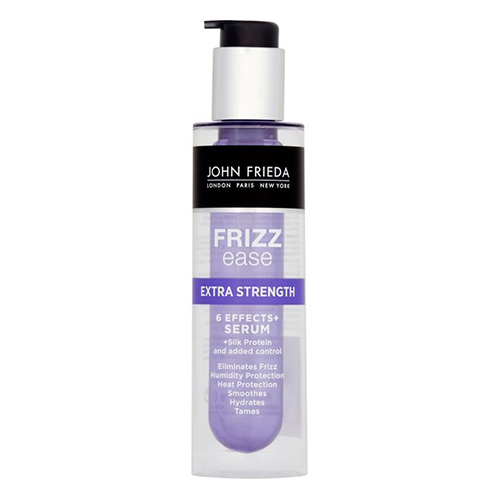 JOHN FRIEDA
LONDON PARIS NEW YORK
FRIZZ
ease
EXTRA STRENGTH
6 EFFECTS+
SERUM
+Silk Protein
and added control
Eliminates Frizz
Humidity Protection
Heat Protection
Smoothes
Hydrates
Tames